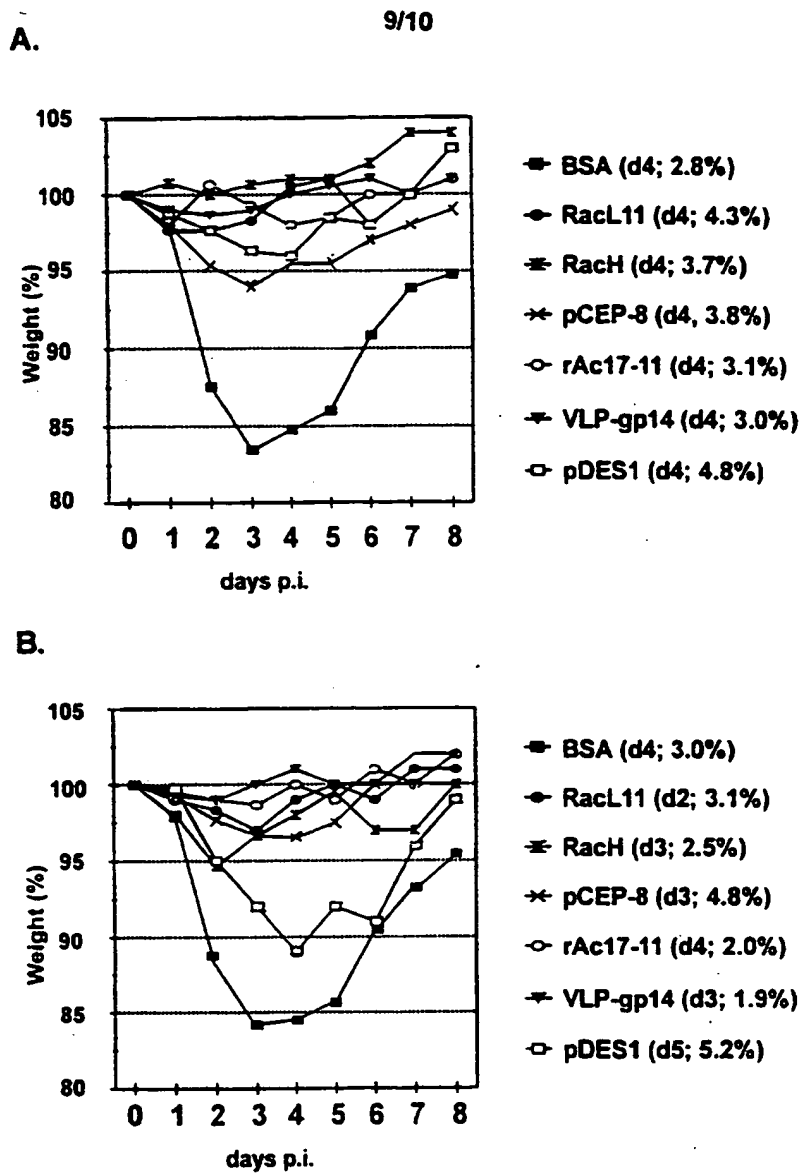 9/10
A.
Weight (%)
105
100
95
90
85
80
0 1 2 3 4 5 6 7 8
days p.i.
BSA (d4; 2.8%)
RacL11 (d4; 4.3%)
RacH (d4; 3.7%)
pCEP-8 (d4, 3.8%)
rAc17-11 (d4; 3.1%)
VLP-gp14 (d4; 3.0%)
pDES1 (d4; 4.8%)
B.
Weight (%)
105
100
95
90
85
80
0 1 2 3 4 5 6 7 8
days p.i.
BSA (d4; 3.0%)
RacL11 (d2; 3.1%)
RacH (d3; 2.5%)
pCEP-8 (d3; 4.8%)
rAc17-11 (d4; 2.0%)
VLP-gp14 (d3; 1.9%)
pDES1 (d5; 5.2%)